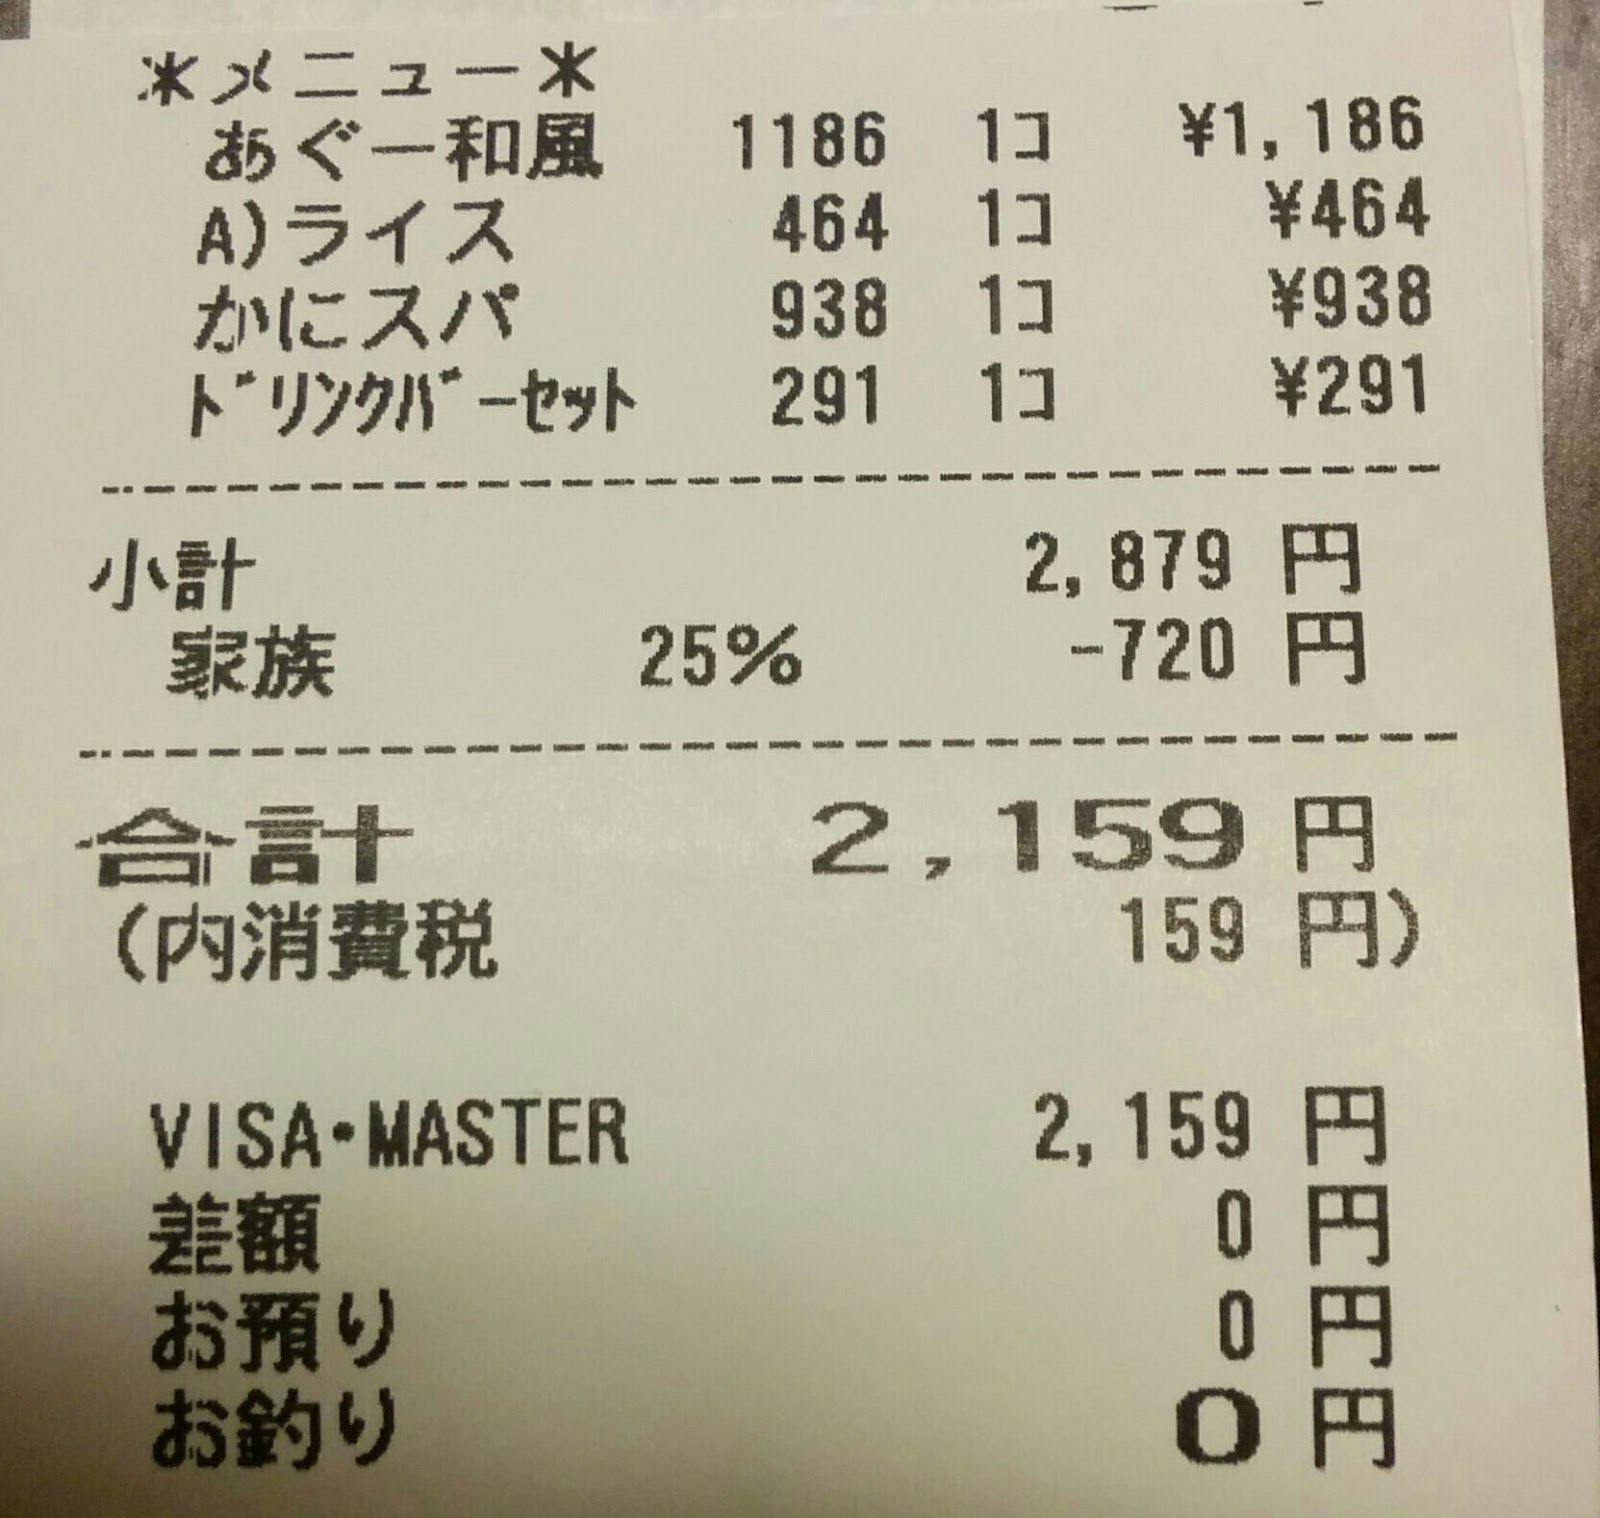 *メニュー*
あぐー和風 1186 1コ ¥1,186
A)ライス 464 1コ ¥464
かにスパ 938 1コ ¥938
ドリンクバーセット 291 1コ ¥291
小計 2,879 円
家族 25% -720 円
合計 2,159 円
(内消費税 159 円)
VISA・MASTER 2,159 円
差額 0 円
お預り 0 円
お釣り 0 円